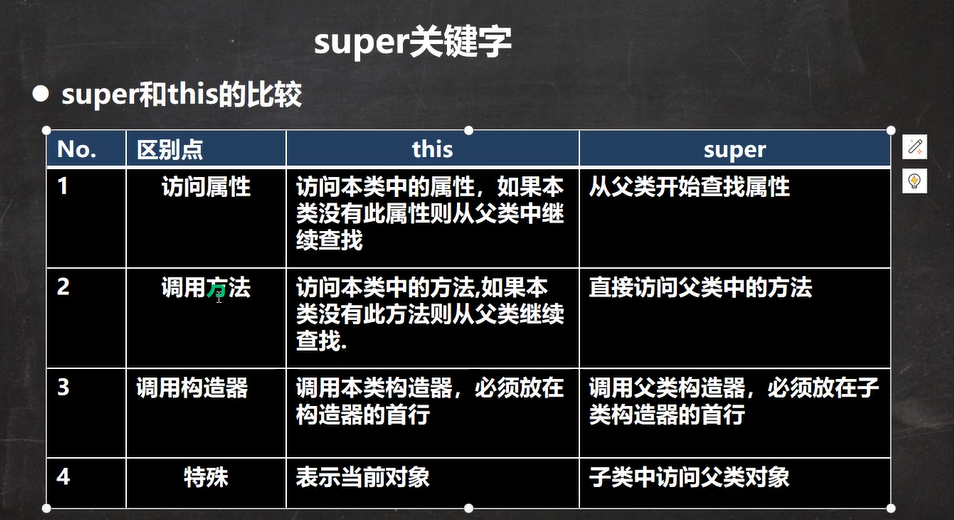 super关键字
super和this的比较
No. 区别点 this super
1 访问属性 访问本类中的属性，如果本 从父类开始查找属性
类没有此属性则从父类中继
续查找
2 调用方法 访问本类中的方法,如果本 直接访问父类中的方法
类没有此方法则从父类继续
查找.
3 调用构造器 调用本类构造器，必须放在 调用父类构造器，必须放在子
构造器的首行 类构造器的首行
4 特殊 表示当前对象 子类中访问父类对象